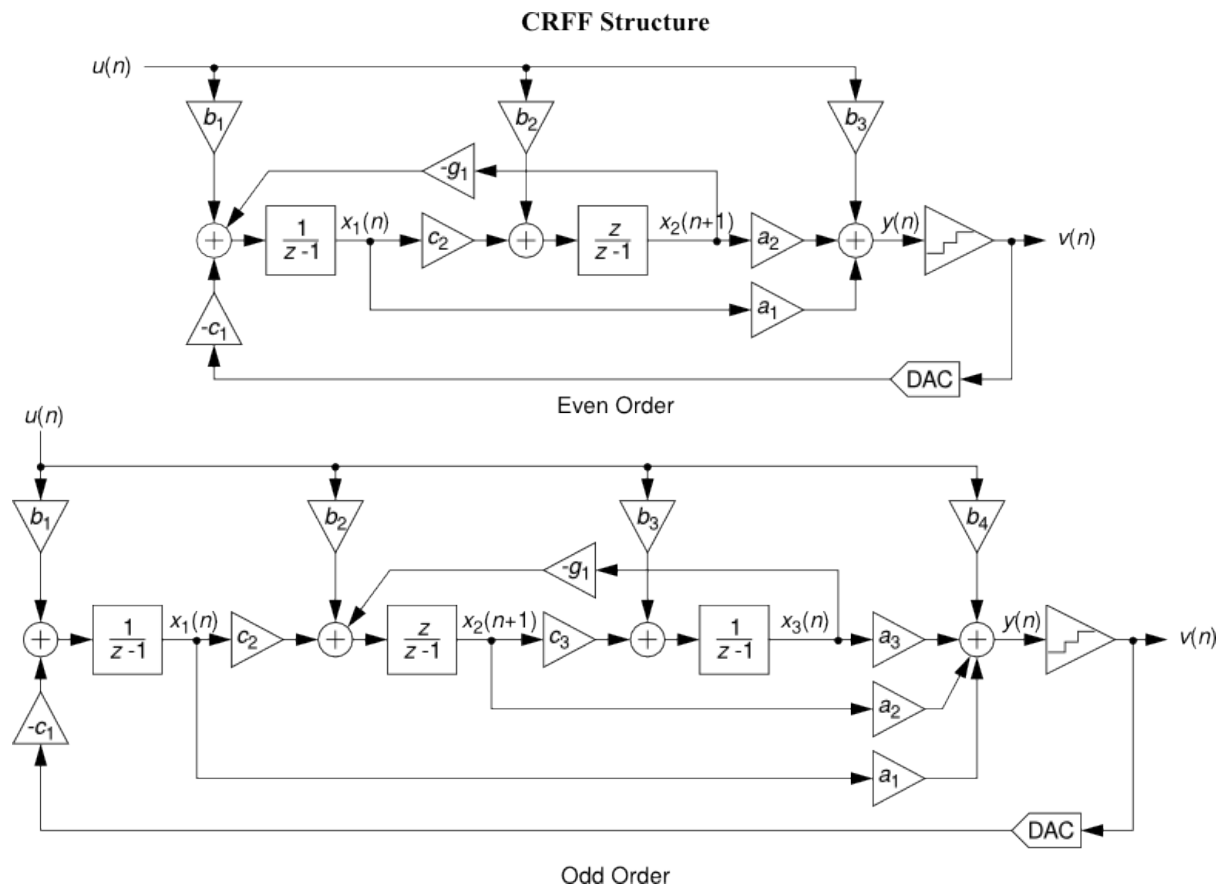 CRFF Structure
u(n)
b1 b2 b3
-g1
1/(z-1) x1(n) c2 z/(z-1) x2(n+1) a2 y(n) v(n)
a1
-c1
DAC
Even Order
u(n)
b1 b2 b3 b4
-g1
1/(z-1) x1(n) c2 z/(z-1) x2(n+1) c3 1/(z-1) x3(n) a3 y(n) v(n)
a2
-c1
a1
DAC
Odd Order